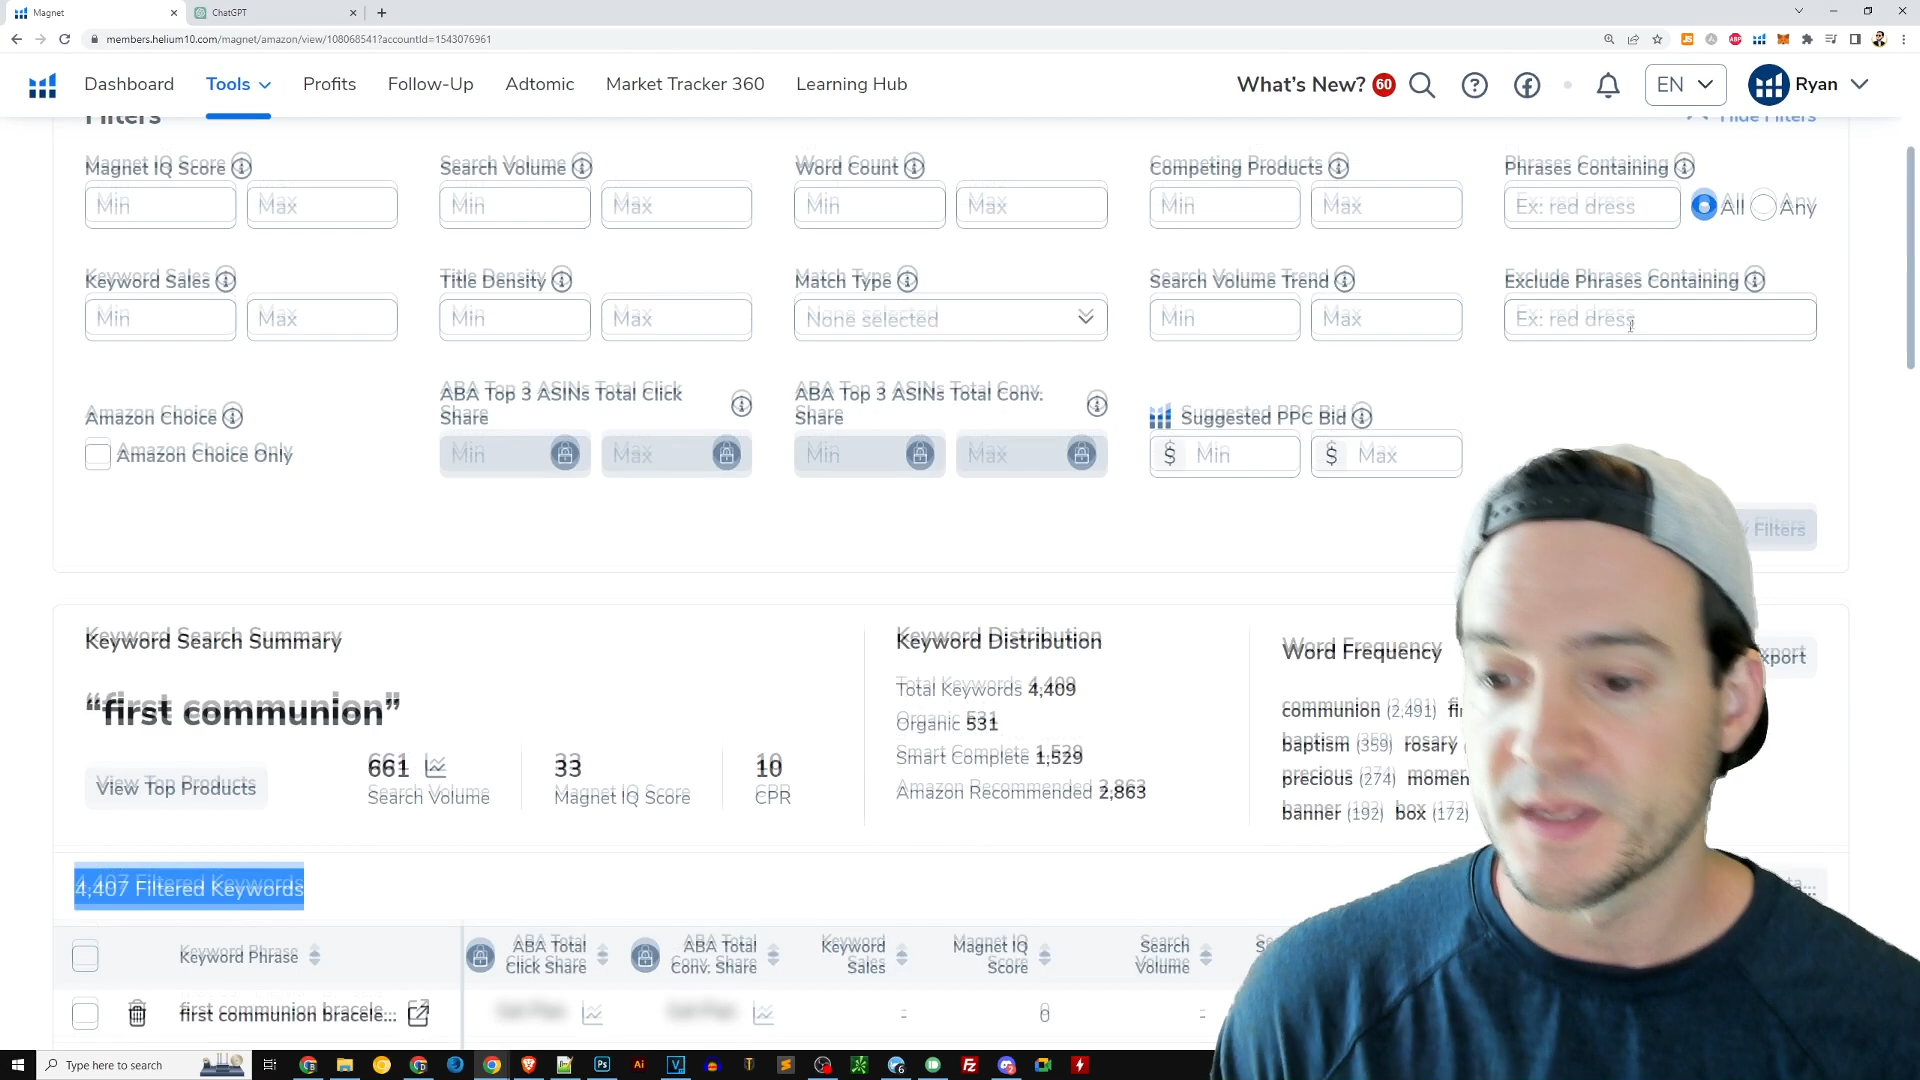 Magnet
ChatGPT
members.helium10.com/magnet/amazon/view/108068541?accountId=1543076961
Dashboard Tools Profits Follow-Up Adtomic Market Tracker 360 Learning Hub
What's New? 60
EN
Ryan
Filters
Hide Filters
Magnet IQ Score Search Volume Word Count Competing Products Phrases Containing
Min Max Min Max Min Max Min Max Ex: red dress All Any
Keyword Sales Title Density Match Type Search Volume Trend Exclude Phrases Containing
Min Max Min Max None selected Min Max Ex: red dress
Amazon Choice
ABA Top 3 ASINs Total Click Share
ABA Top 3 ASINs Total Conv. Share
Suggested PPC Bid
Amazon Choice Only Min Max Min Max $ Min $ Max
Filters
Keyword Search Summary
"first communion"
View Top Products
661
Search Volume
33
Magnet IQ Score
10
CPR
Keyword Distribution
Total Keywords 4,409
Organic 531
Smart Complete 1,529
Amazon Recommended 2,863
Word Frequency
communion (2,491)
baptism (359) rosary
precious (274)
banner (192) box (172)
4,407 Filtered Keywords
Keyword Phrase
ABA Total Click Share
ABA Total Conv. Share
Keyword Sales
Magnet IQ Score
Search Volume
first communion bracele...
- 0 -
Type here to search